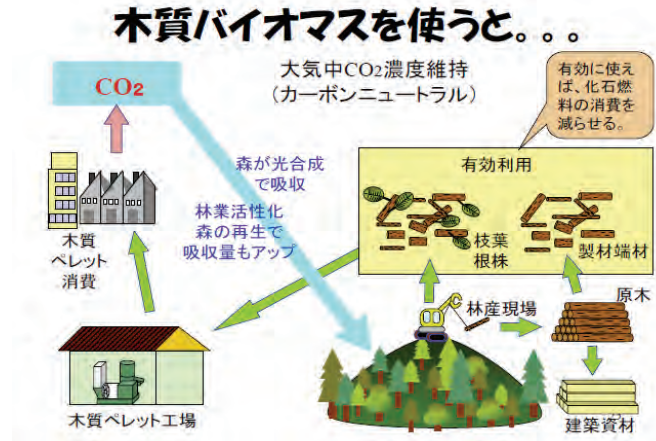 木質バイオマスを使うと。。。
CO2
大気中CO2濃度維持
(カーボンニュートラル)
有効に使え
ば、化石燃
料の消費を
減らせる。
森が光合成
で吸収
林業活性化
森の再生で
吸収量もアップ
有効利用
枝葉
根株
製材端材
木質
ペレット
消費
林産現場
原木
木質ペレット工場
建築資材